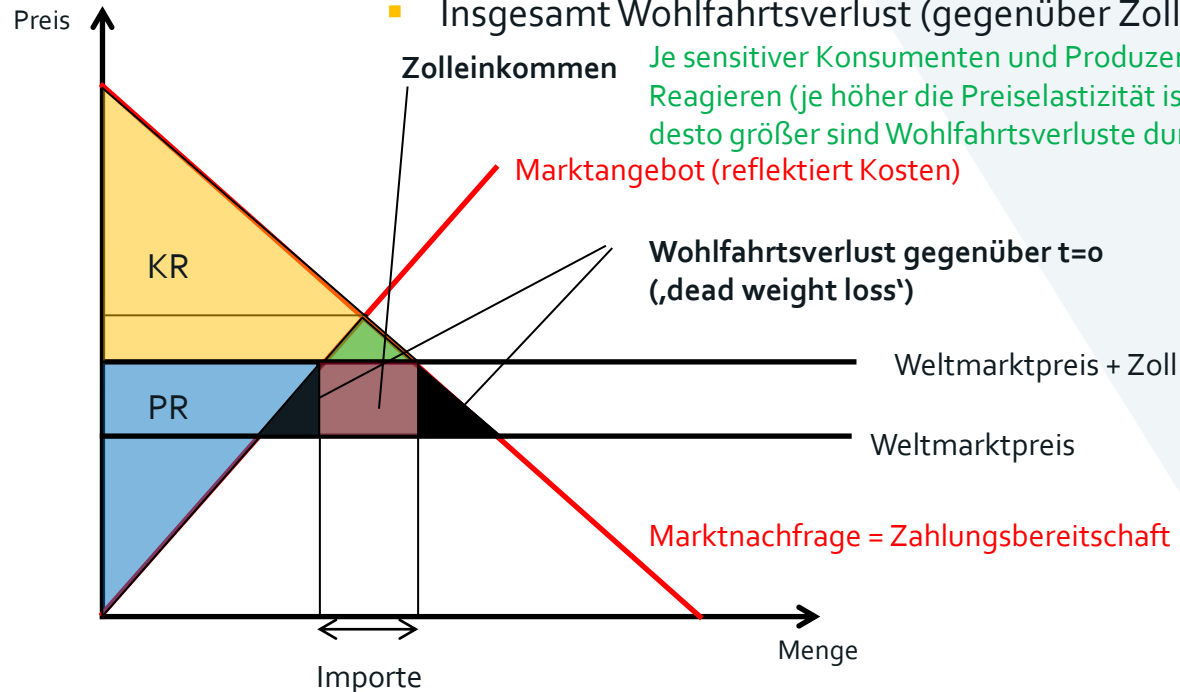 Preis
▪ Insgesamt Wohlfahrtsverlust (gegenüber Zoll
Zolleinkommen
Je sensitiver Konsumenten und Produzen
Reagieren (je höher die Preiselastizität is
desto größer sind Wohlfahrtsverluste du
Marktangebot (reflektiert Kosten)
KR
Wohlfahrtsverlust gegenüber t=0
(‚dead weight loss‘)
Weltmarktpreis + Zoll
PR
Weltmarktpreis
Marktnachfrage = Zahlungsbereitschaft
Menge
Importe